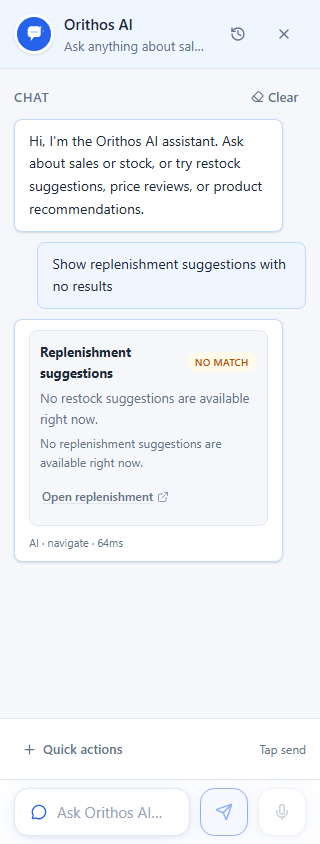 Orithos AI
Ask anything about sal...
CHAT
Clear
Hi, I'm the Orithos AI assistant. Ask
about sales or stock, or try restock
suggestions, price reviews, or product
recommendations.
Show replenishment suggestions with
no results
Replenishment
suggestions
NO MATCH
No restock suggestions are available
right now.
No replenishment suggestions are
available right now.
Open replenishment
AI · navigate · 64ms
Quick actions
Tap send
Ask Orithos AI...